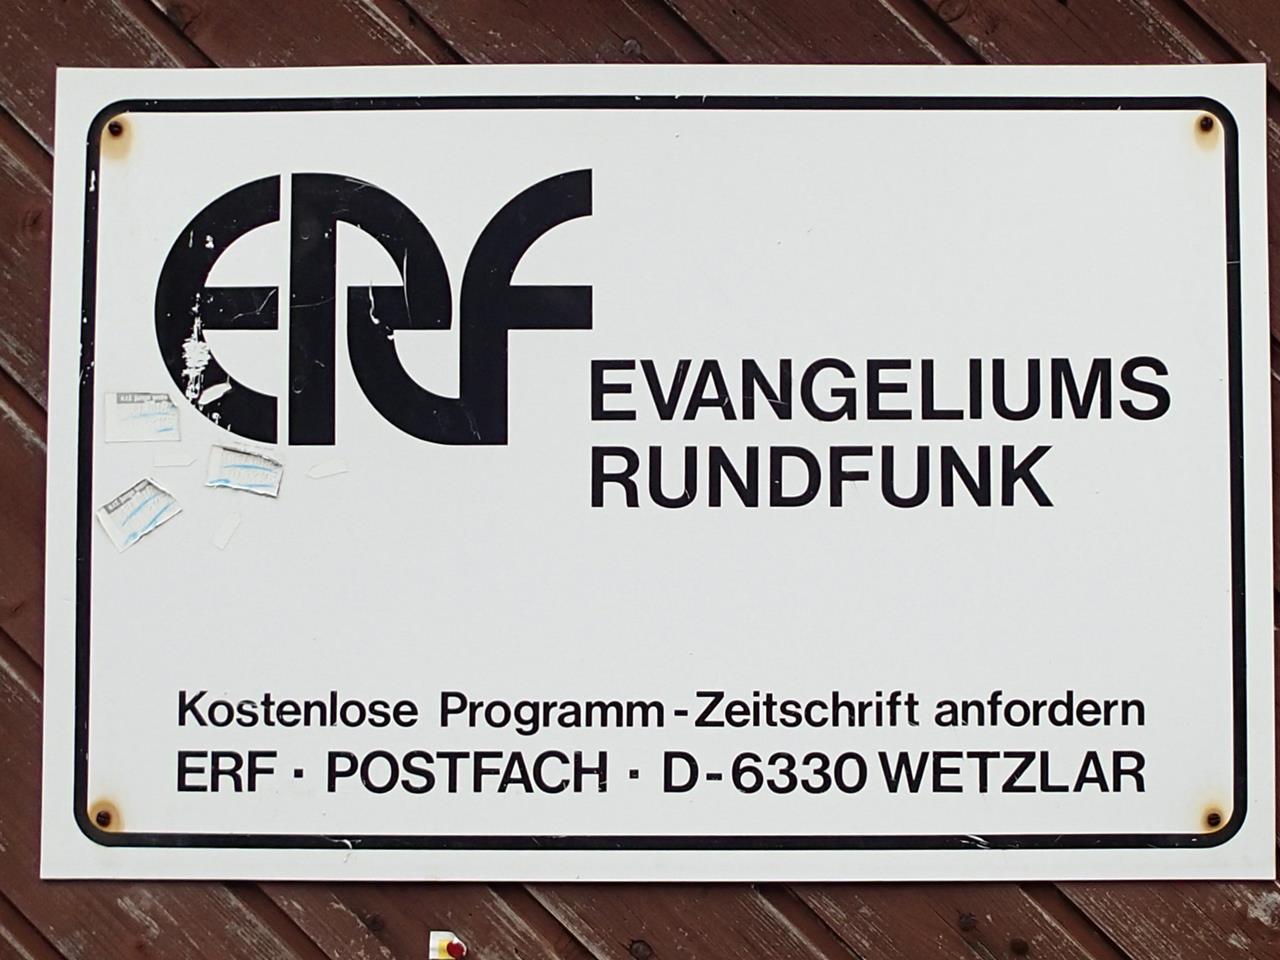 ERF
EVANGELIUMS
RUNDFUNK
Kostenlose Programm-Zeitschrift anfordern
ERF · POSTFACH · D-6330 WETZLAR